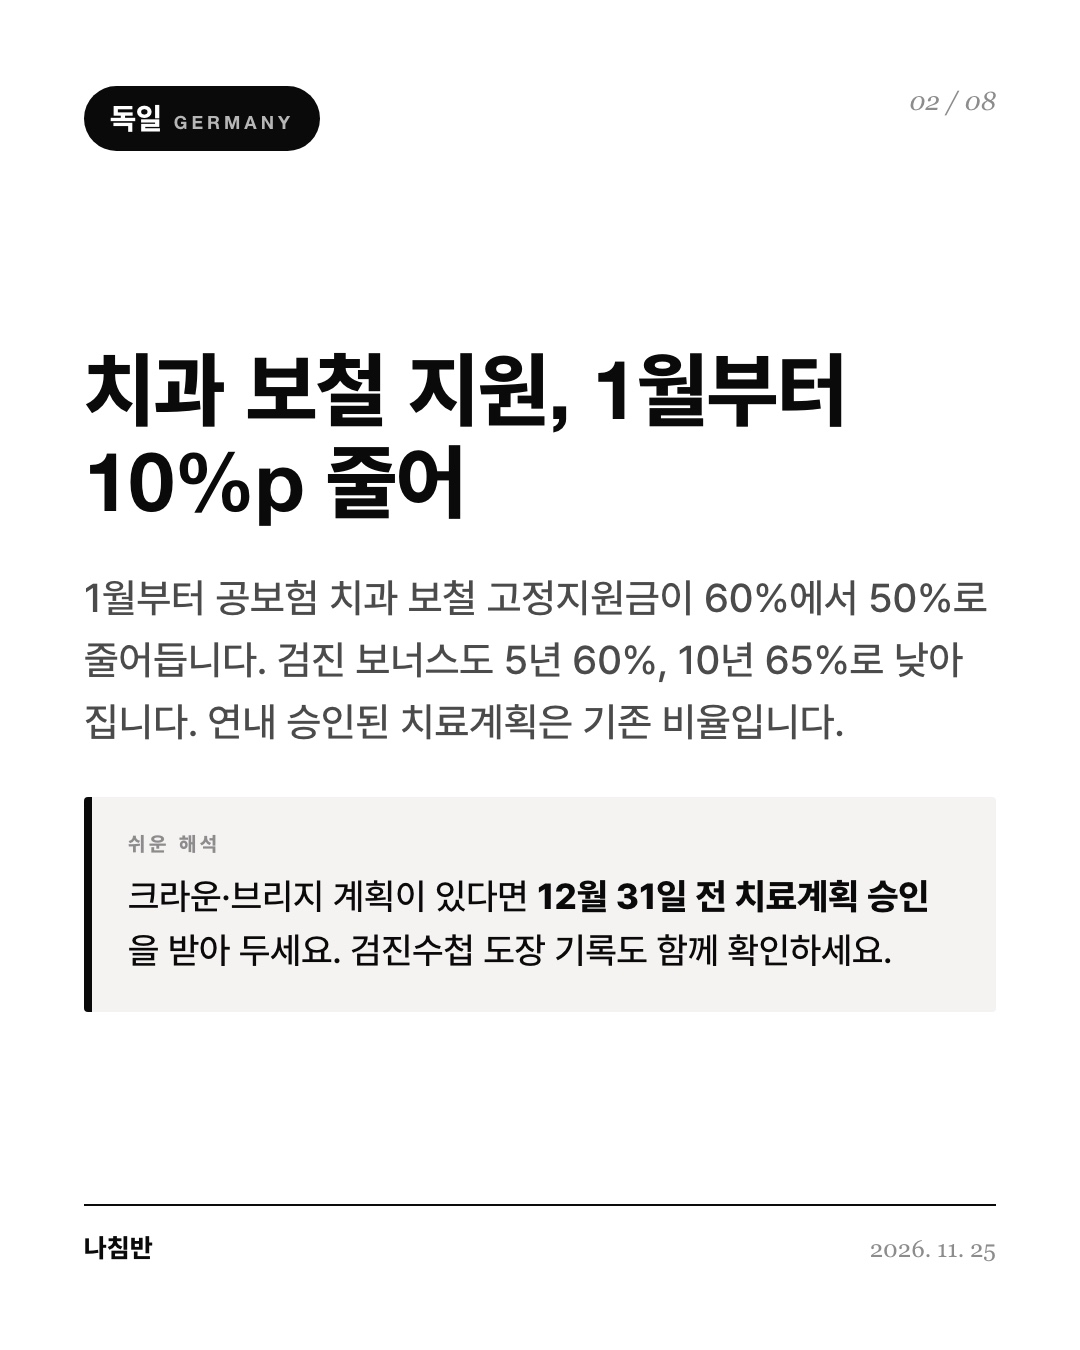 독일 GERMANY
02 / 08
치과 보철 지원, 1월부터
10%p 줄어
1월부터 공보험 치과 보철 고정지원금이 60%에서 50%로
줄어듭니다. 검진 보너스도 5년 60%, 10년 65%로 낮아
집니다. 연내 승인된 치료계획은 기존 비율입니다.
쉬운 해석
크라운·브리지 계획이 있다면 12월 31일 전 치료계획 승인
을 받아 두세요. 검진수첩 도장 기록도 함께 확인하세요.
나침반
2026. 11. 25